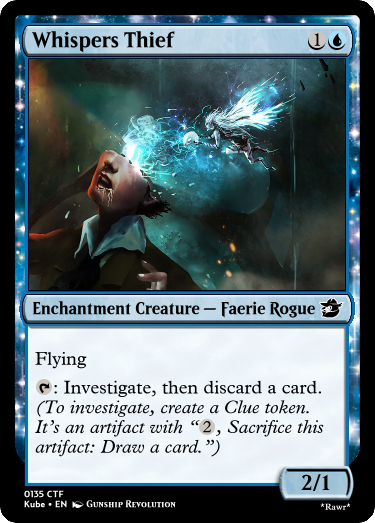 Whispers Thief 1
Enchantment Creature — Faerie Rogue
Flying
: Investigate, then discard a card.
(To investigate, create a Clue token.
It's an artifact with “2, Sacrifice this
artifact: Draw a card.”)
2/1
0135 CTF
Kube • EN Gunship Revolution
*Rawr*